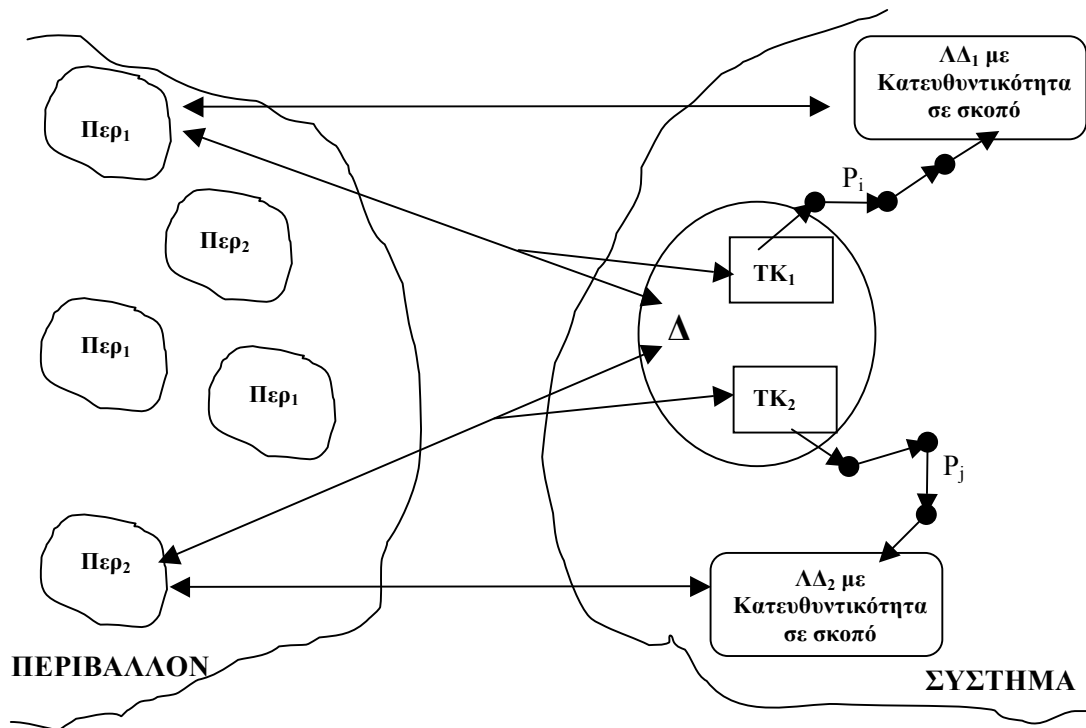 ΛΔ₁ με
Κατευθυντικότητα
σε σκοπό
Περ₁
Pᵢ
Περ₂
ΤΚ₁
Περ₁
Δ
Περ₁
ΤΚ₂
Pⱼ
Περ₂
ΛΔ₂ με
Κατευθυντικότητα
σε σκοπό
ΠΕΡΙΒΑΛΛΟΝ
ΣΥΣΤΗΜΑ